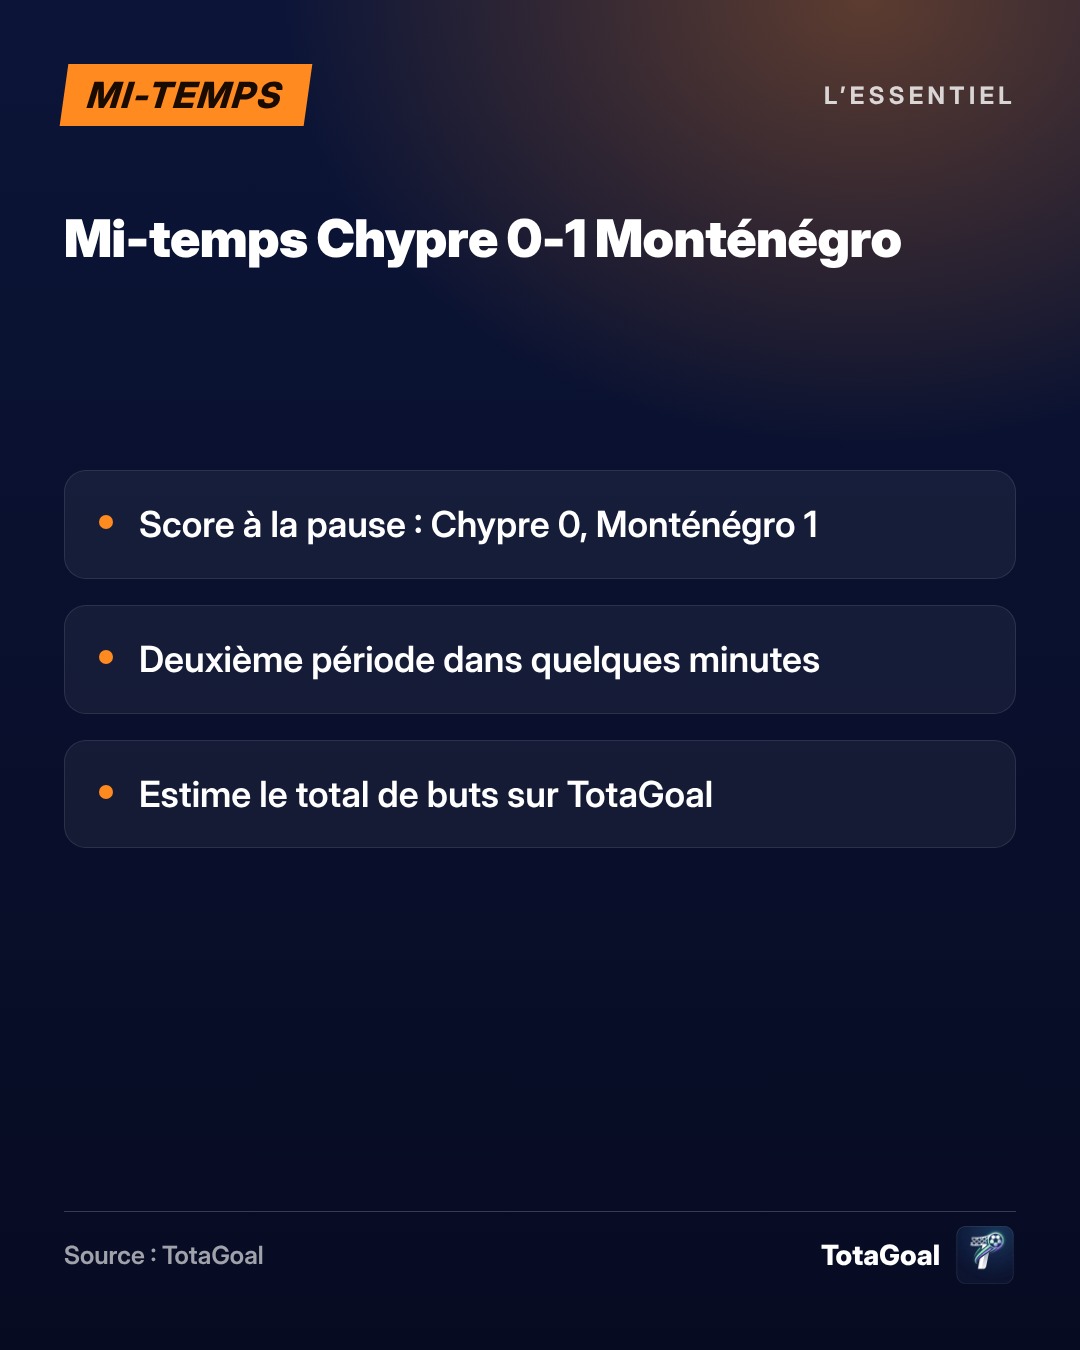 MI-TEMPS
L’ESSENTIEL
Mi-temps Chypre 0-1 Monténégro
Score à la pause : Chypre 0, Monténégro 1
Deuxième période dans quelques minutes
Estime le total de buts sur TotaGoal
Source : TotaGoal
TotaGoal